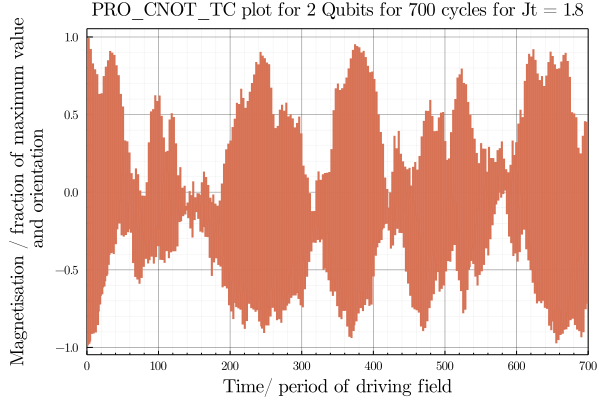 PRO_CNOT_TC plot for 2 Qubits for 700 cycles for Jt = 1.8
Magnetisation / fraction of maximum value
and orientation
1.0
0.5
0.0
−0.5
−1.0
0 100 200 300 400 500 600 700
Time/ period of driving field